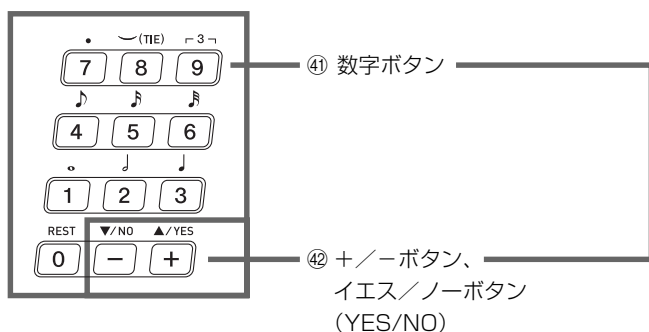 • (TIE) 3
7 8 9
㊶ 数字ボタン
4 5 6
1 2 3
REST ▼/NO ▲/YES
0 − +
㊷ ＋／－ボタン、
イエス／ノーボタン
(YES/NO)